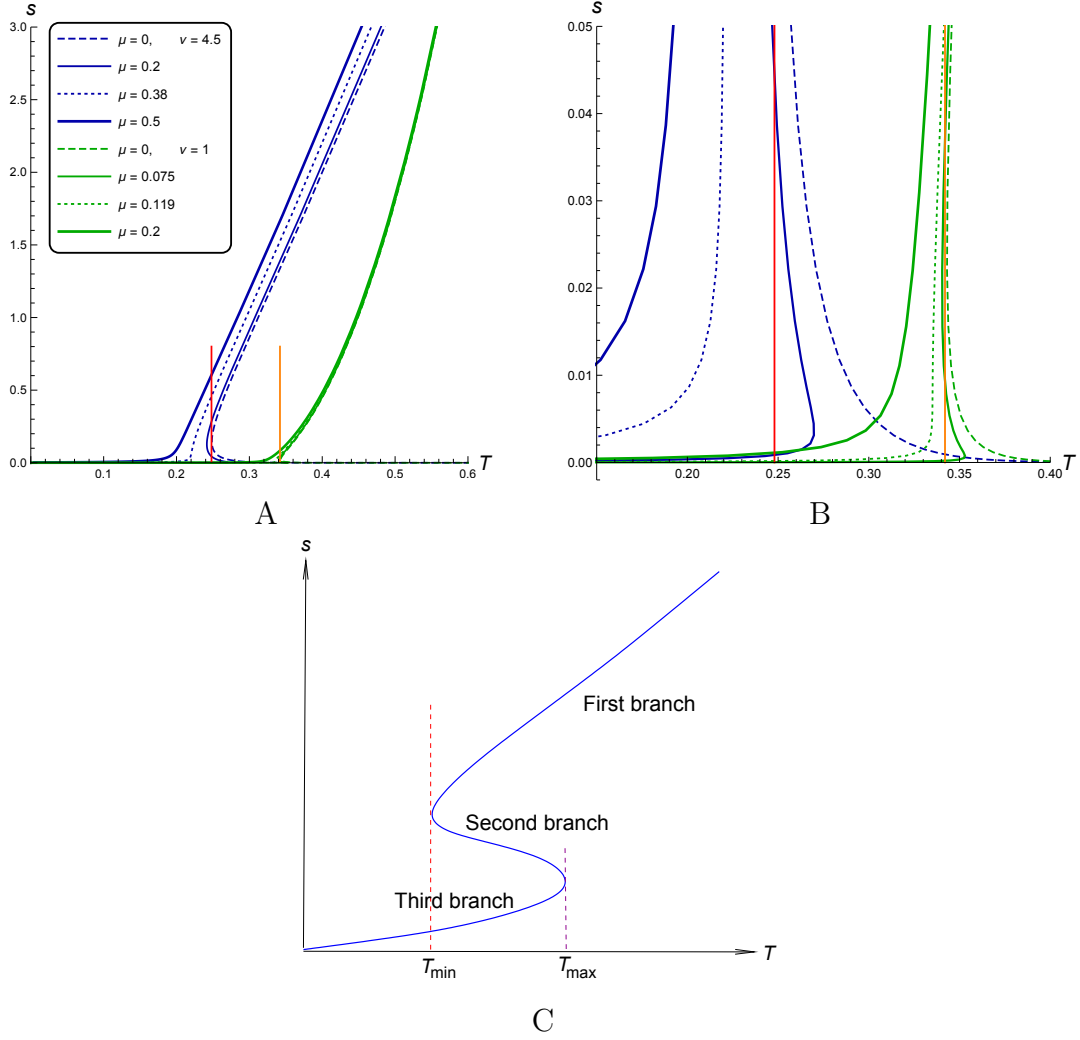 s
3.0
2.5
2.0
1.5
1.0
0.5
0.0
0.1
0.2
0.3
0.4
0.5
0.6
T
μ = 0, ν = 4.5
μ = 0.2
μ = 0.38
μ = 0.5
μ = 0, ν = 1
μ = 0.075
μ = 0.119
μ = 0.2
A
s
0.05
0.04
0.03
0.02
0.01
0.00
0.20
0.25
0.30
0.35
0.40
T
B
s
First branch
Second branch
Third branch
Tmin
Tmax
T
C